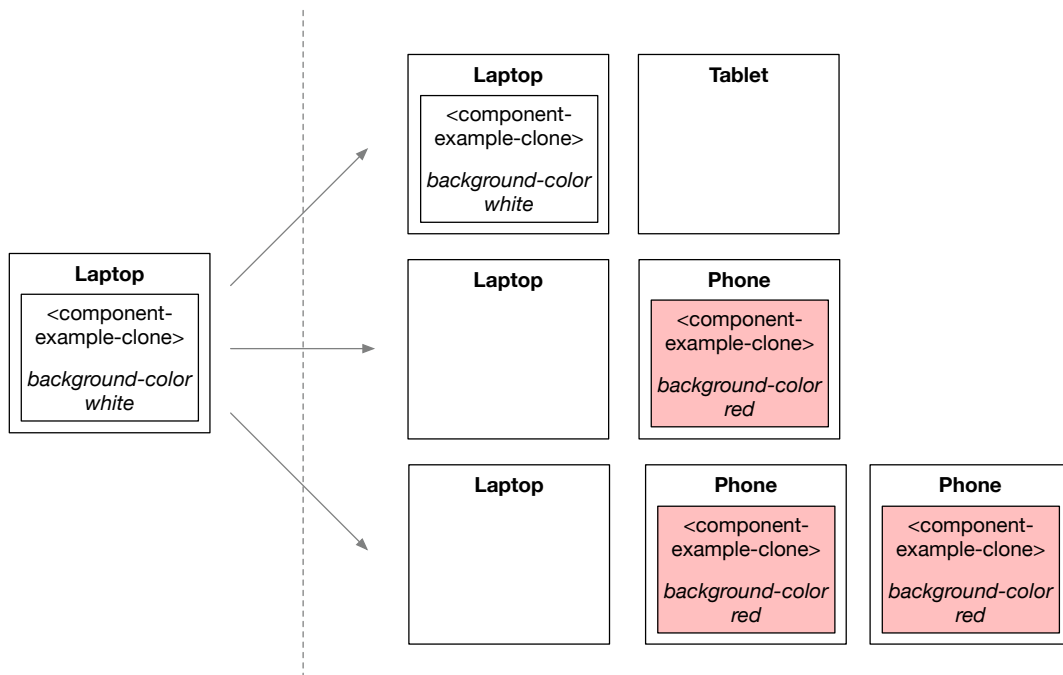 Laptop
<component-
example-clone>
background-color
white
Laptop
<component-
example-clone>
background-color
white
Tablet
Laptop
Phone
<component-
example-clone>
background-color
red
Laptop
Phone
<component-
example-clone>
background-color
red
Phone
<component-
example-clone>
background-color
red